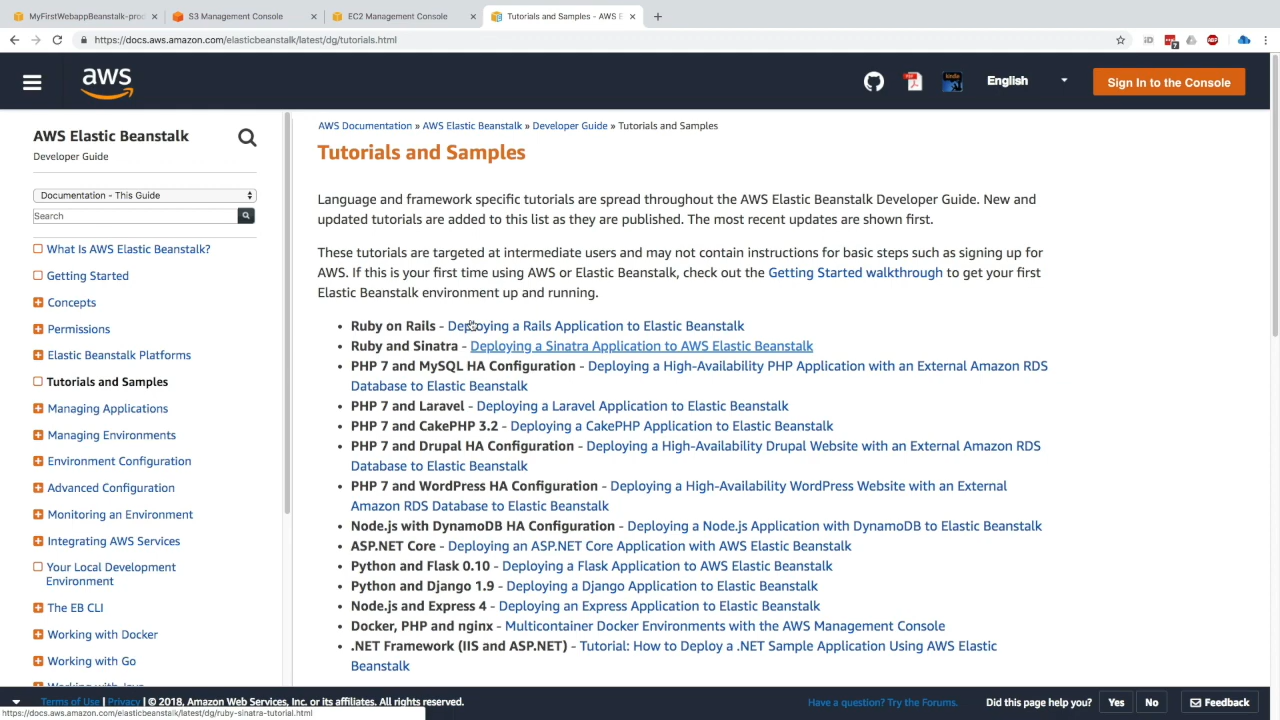 MyFirstWebappBeanstalk-prod
S3 Management Console
EC2 Management Console
Tutorials and Samples - AWS E
https://docs.aws.amazon.com/elasticbeanstalk/latest/dg/tutorials.html
aws
English
Sign In to the Console
AWS Elastic Beanstalk
Developer Guide
Documentation - This Guide
Search
What Is AWS Elastic Beanstalk?
Getting Started
Concepts
Permissions
Elastic Beanstalk Platforms
Tutorials and Samples
Managing Applications
Managing Environments
Environment Configuration
Advanced Configuration
Monitoring an Environment
Integrating AWS Services
Your Local Development
Environment
The EB CLI
Working with Docker
Working with Go
Working with Java
AWS Documentation » AWS Elastic Beanstalk » Developer Guide » Tutorials and Samples
Tutorials and Samples
Language and framework specific tutorials are spread throughout the AWS Elastic Beanstalk Developer Guide. New and
updated tutorials are added to this list as they are published. The most recent updates are shown first.
These tutorials are targeted at intermediate users and may not contain instructions for basic steps such as signing up for
AWS. If this is your first time using AWS or Elastic Beanstalk, check out the Getting Started walkthrough to get your first
Elastic Beanstalk environment up and running.
• Ruby on Rails - Deploying a Rails Application to Elastic Beanstalk
• Ruby and Sinatra - Deploying a Sinatra Application to AWS Elastic Beanstalk
• PHP 7 and MySQL HA Configuration - Deploying a High-Availability PHP Application with an External Amazon RDS
Database to Elastic Beanstalk
• PHP 7 and Laravel - Deploying a Laravel Application to Elastic Beanstalk
• PHP 7 and CakePHP 3.2 - Deploying a CakePHP Application to Elastic Beanstalk
• PHP 7 and Drupal HA Configuration - Deploying a High-Availability Drupal Website with an External Amazon RDS
Database to Elastic Beanstalk
• PHP 7 and WordPress HA Configuration - Deploying a High-Availability WordPress Website with an External
Amazon RDS Database to Elastic Beanstalk
• Node.js with DynamoDB HA Configuration - Deploying a Node.js Application with DynamoDB to Elastic Beanstalk
• ASP.NET Core - Deploying an ASP.NET Core Application with AWS Elastic Beanstalk
• Python and Flask 0.10 - Deploying a Flask Application to AWS Elastic Beanstalk
• Python and Django 1.9 - Deploying a Django Application to Elastic Beanstalk
• Node.js and Express 4 - Deploying an Express Application to Elastic Beanstalk
• Docker, PHP and nginx - Multicontainer Docker Environments with the AWS Management Console
• .NET Framework (IIS and ASP.NET) - Tutorial: How to Deploy a .NET Sample Application Using AWS Elastic
Beanstalk
Terms of Use | Privacy | © 2018, Amazon Web Services, Inc. or its affiliates. All rights reserved.
Have a question? Try the Forums.
Did this page help you?
Yes
No
Feedback
https://docs.aws.amazon.com/elasticbeanstalk/latest/dg/ruby-sinatra-tutorial.html